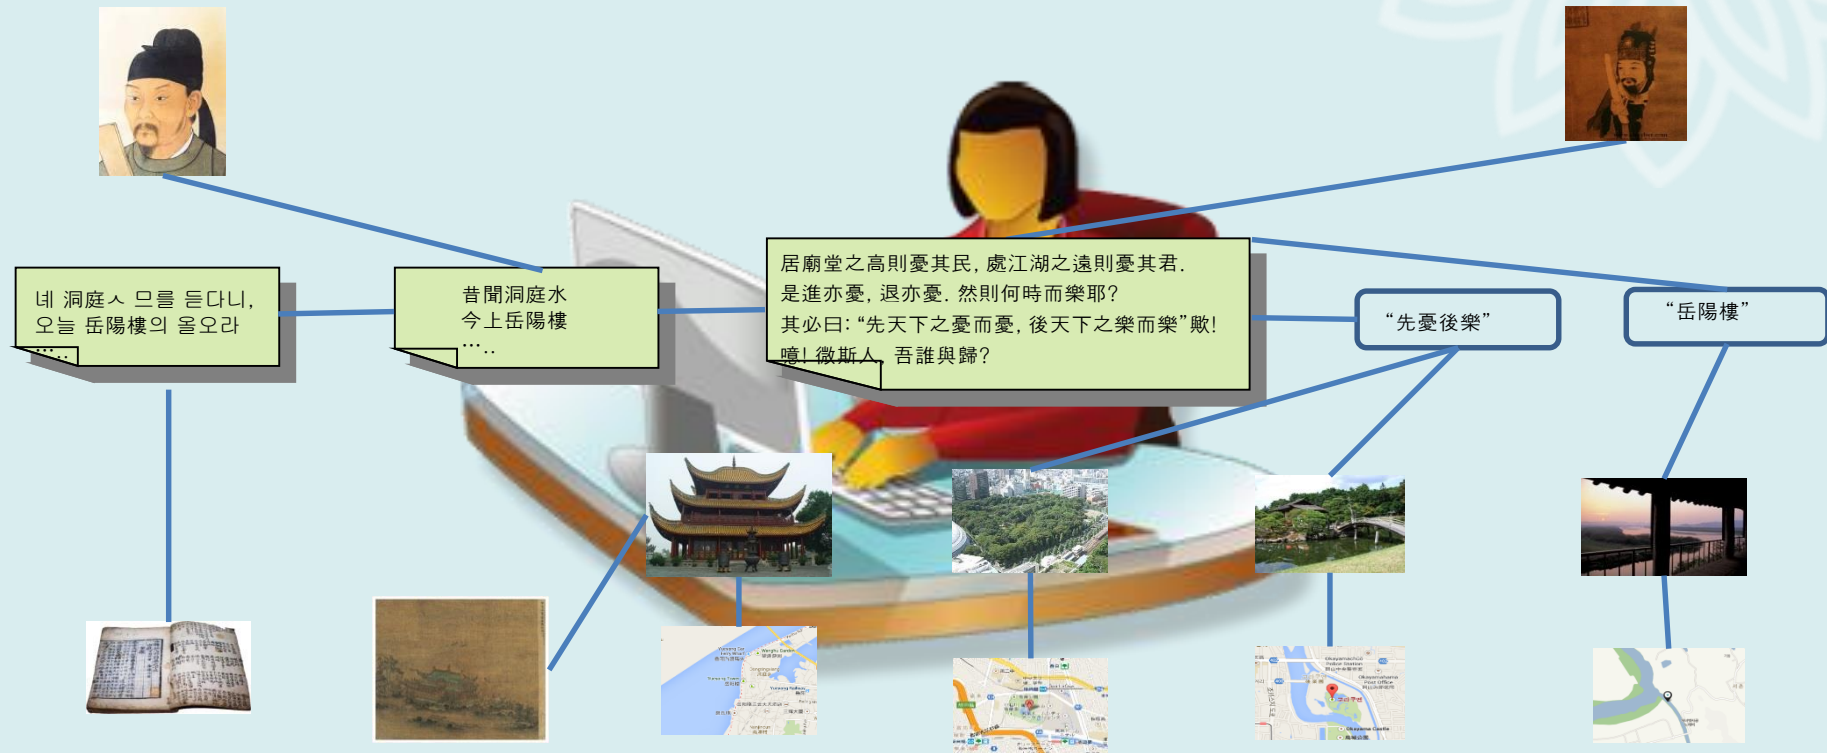 네 洞庭ㅅ 므를 듣다니,
오늘 岳陽樓의 올오라
…..
昔聞洞庭水
今上岳陽樓
…..
居廟堂之高則憂其民, 處江湖之遠則憂其君.
是進亦憂, 退亦憂. 然則何時而樂耶?
其必曰: “先天下之憂而憂, 後天下之樂而樂”歟!
噫! 微斯人, 吾誰與歸?
“先憂後樂”
“岳陽樓”
Okayama Castle